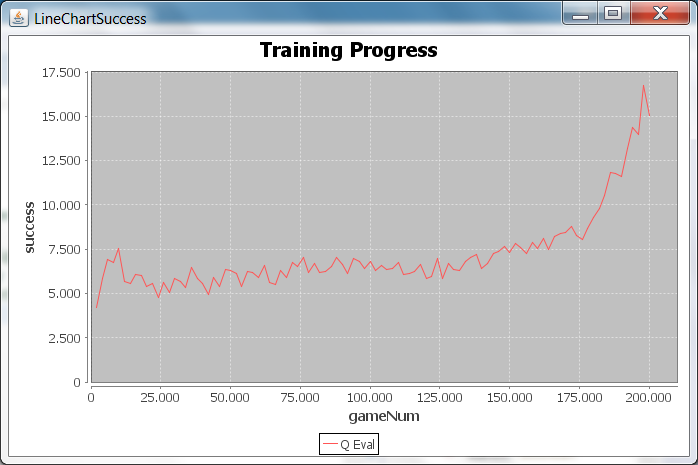 LineChartSuccess
Training Progress
17.500
15.000
12.500
10.000
7.500
5.000
2.500
0
success
0 25.000 50.000 75.000 100.000 125.000 150.000 175.000 200.000
gameNum
Q Eval